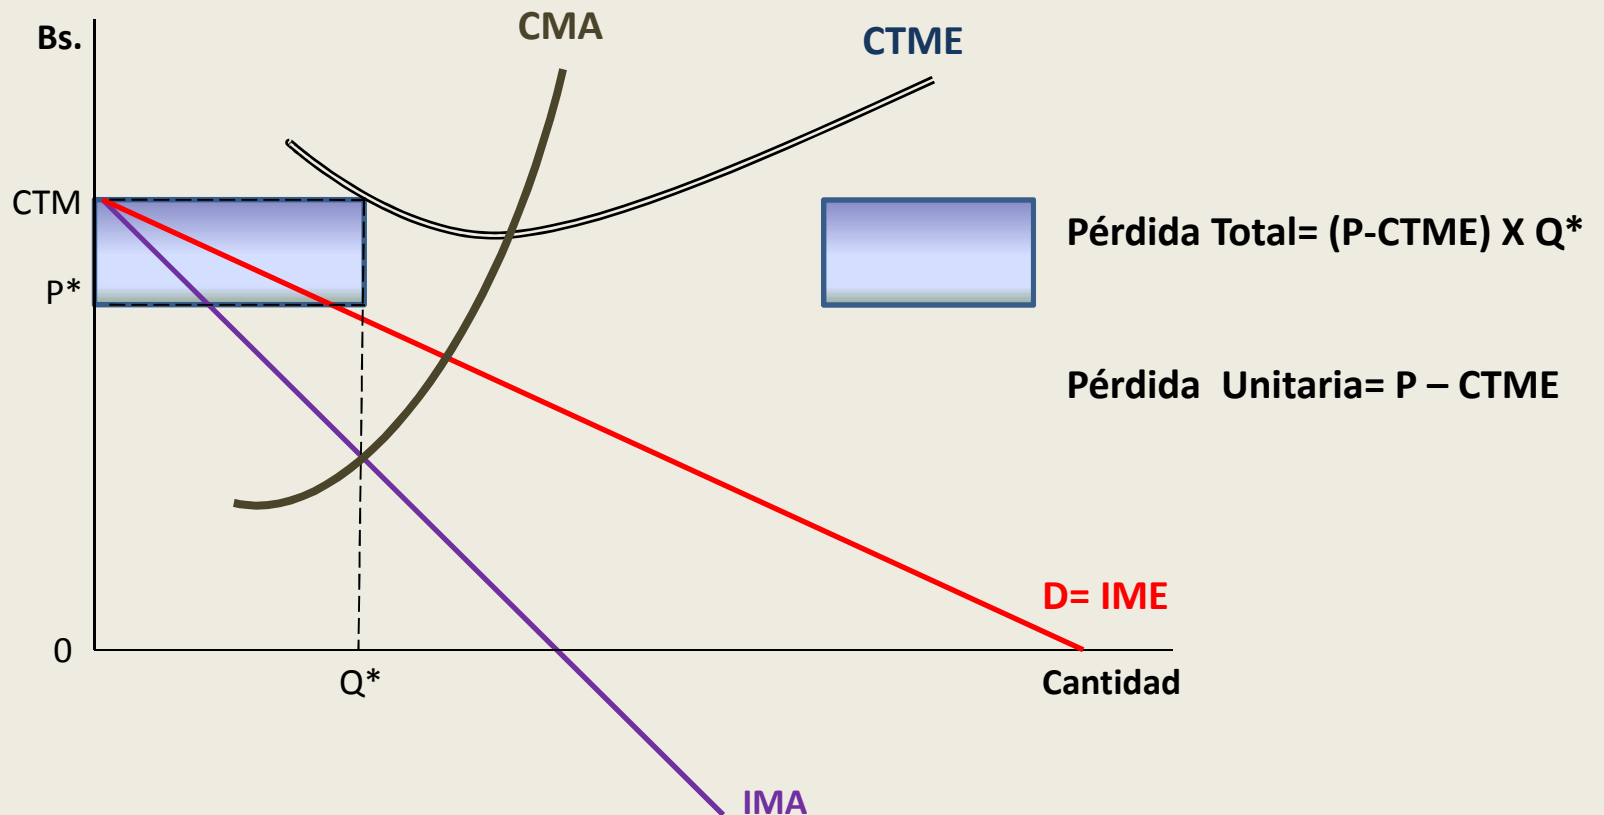 CMA
Bs.
CTME
CTM
Pérdida Total= (P-CTME) X Q*
P*
Pérdida Unitaria= P – CTME
D= IME
0
Q*
Cantidad
IMA